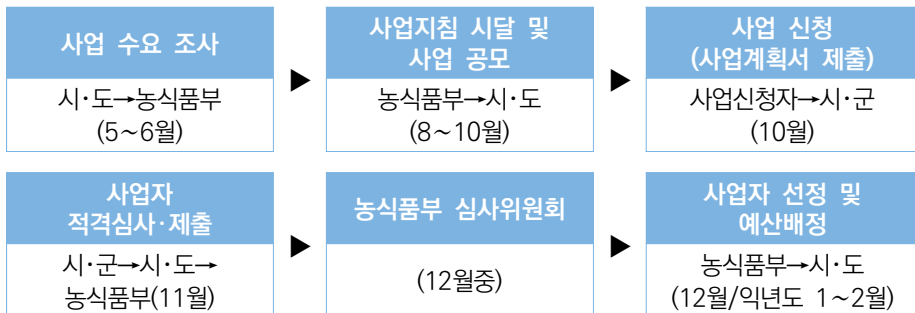 사업 수요 조사
시·도→농식품부
(5~6월)
▶
사업지침 시달 및
사업 공모
농식품부→시·도
(8~10월)
▶
사업 신청
(사업계획서 제출)
사업신청자→시·군
(10월)
사업자
적격심사·제출
시·군→시·도→
농식품부(11월)
▶
농식품부 심사위원회
(12월중)
▶
사업자 선정 및
예산배정
농식품부→시·도
(12월/익년도 1~2월)